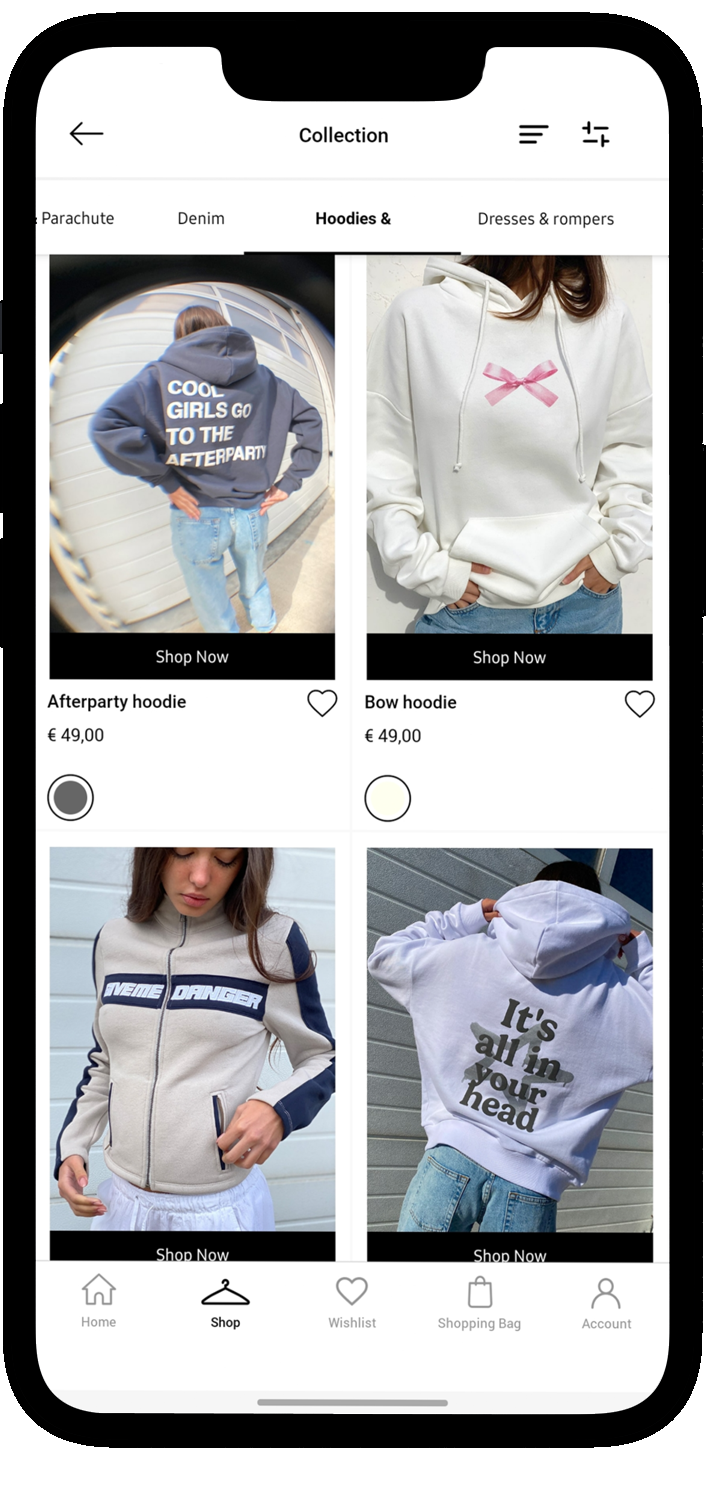 Collection
Parachute
Denim
Hoodies &
Dresses & rompers
COOL
GIRLS GO
TO THE
AFTERPARTY
Shop Now
Shop Now
Afterparty hoodie
€ 49,00
Bow hoodie
€ 49,00
DANGER
It's
all in
your
head
Shop Now
Shop Now
Home
Shop
Wishlist
Shopping Bag
Account